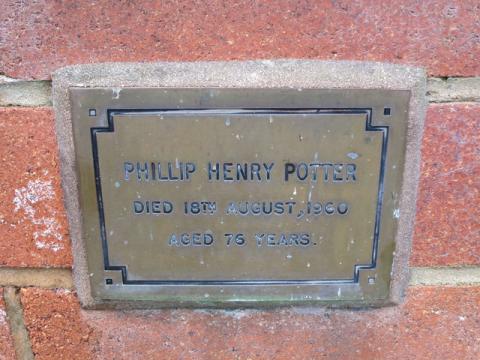 PHILLIP HENRY POTTER
DIED 18TH AUGUST, 1960
AGED 76 YEARS.